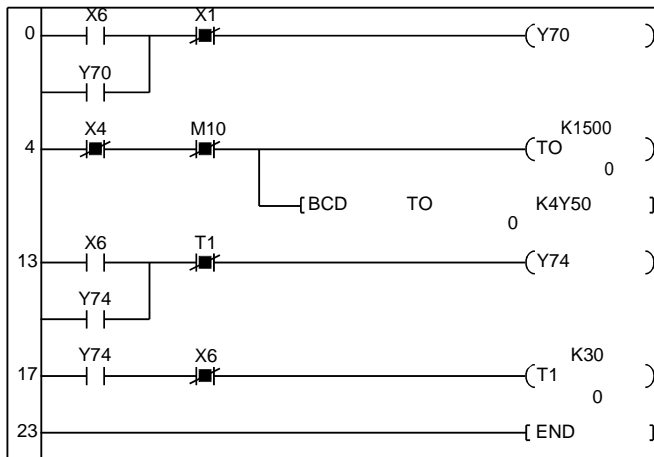 X6 X1
0 Y70
Y70
X4 M10 K1500
4 TO
0
BCD TO K4Y50
0
X6 T1
13 Y74
Y74
Y74 X6 K30
17 T1
0
23 END